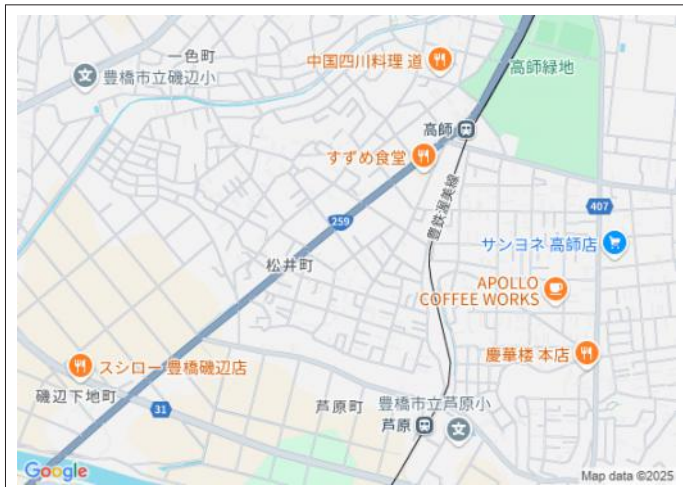 一色町
豊橋市立磯辺小
中国四川料理 道
高師緑地
高師
すずめ食堂
豊鉄渥美線
407
259
サンヨネ 高師店
松井町
APOLLO
COFFEE WORKS
慶華楼 本店
スシロー 豊橋磯辺店
磯辺下地町
31
芦原町
豊橋市立芦原小
芦原
Google
Map data ©2025